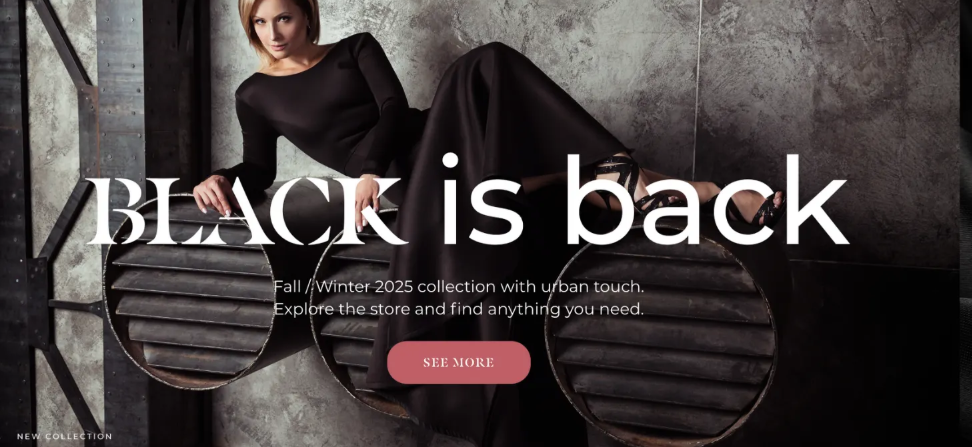 BLACK is back
Fall / Winter 2025 collection with urban touch.
Explore the store and find anything you need.
SEE MORE
NEW COLLECTION